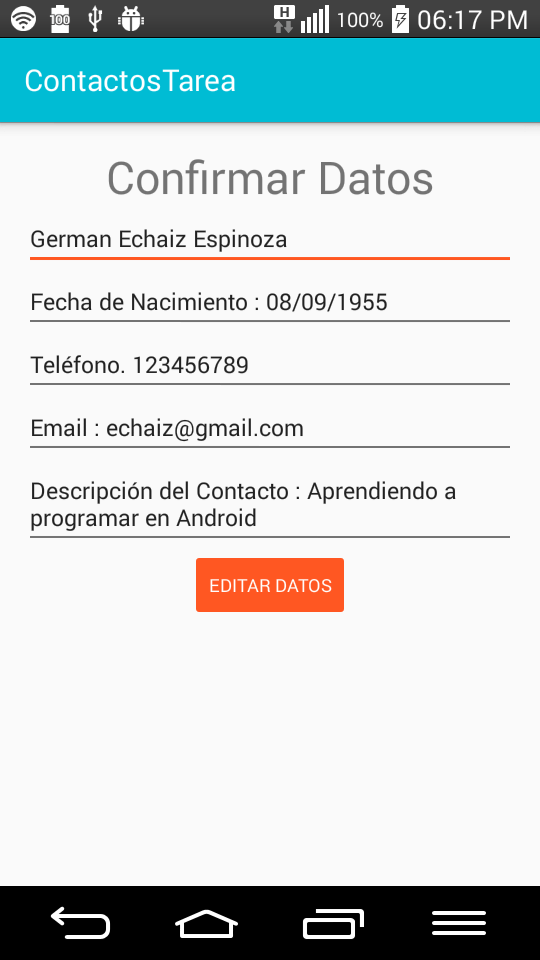 100
H
100%
06:17 PM
ContactosTarea
Confirmar Datos
German Echaiz Espinoza
Fecha de Nacimiento : 08/09/1955
Teléfono. 123456789
Email : echaiz@gmail.com
Descripción del Contacto : Aprendiendo a
programar en Android
EDITAR DATOS